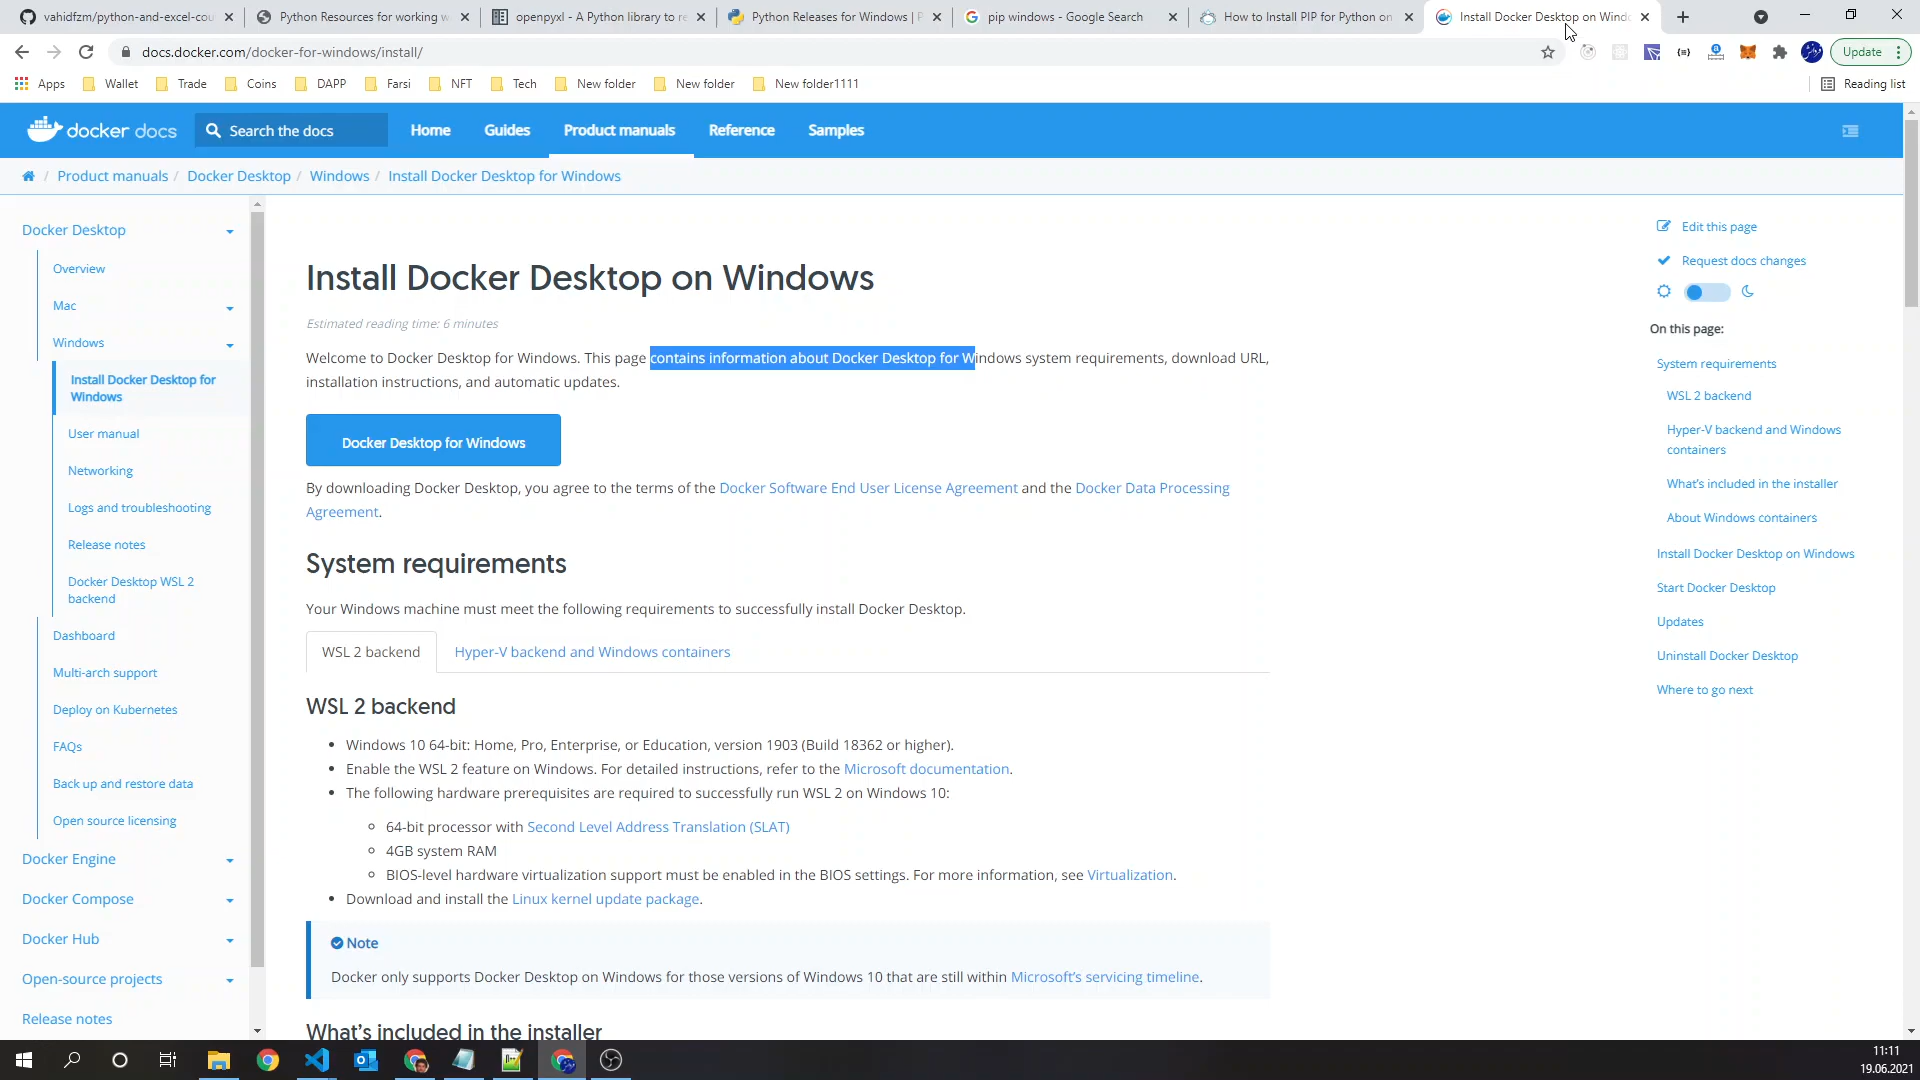 vahidfzm/python-and-excel-cou
Python Resources for working w
openpyxl - A Python library to re
Python Releases for Windows | P
pip windows - Google Search
How to Install PIP for Python on
Install Docker Desktop on Windo
docs.docker.com/docker-for-windows/install/
Update
Apps
Wallet
Trade
Coins
DAPP
Farsi
NFT
Tech
New folder
New folder
New folder1111
Reading list
docker docs
Search the docs
Home
Guides
Product manuals
Reference
Samples
/ Product manuals / Docker Desktop / Windows / Install Docker Desktop for Windows
Docker Desktop
Overview
Mac
Windows
Install Docker Desktop for
Windows
User manual
Networking
Logs and troubleshooting
Release notes
Docker Desktop WSL 2
backend
Dashboard
Multi-arch support
Deploy on Kubernetes
FAQs
Back up and restore data
Open source licensing
Docker Engine
Docker Compose
Docker Hub
Open-source projects
Release notes
Install Docker Desktop on Windows
Estimated reading time: 6 minutes
Welcome to Docker Desktop for Windows. This page contains information about Docker Desktop for Windows system requirements, download URL,
installation instructions, and automatic updates.
Docker Desktop for Windows
By downloading Docker Desktop, you agree to the terms of the Docker Software End User License Agreement and the Docker Data Processing
Agreement.
System requirements
Your Windows machine must meet the following requirements to successfully install Docker Desktop.
WSL 2 backend
Hyper-V backend and Windows containers
WSL 2 backend
• Windows 10 64-bit: Home, Pro, Enterprise, or Education, version 1903 (Build 18362 or higher).
• Enable the WSL 2 feature on Windows. For detailed instructions, refer to the Microsoft documentation.
• The following hardware prerequisites are required to successfully run WSL 2 on Windows 10:
○ 64-bit processor with Second Level Address Translation (SLAT)
○ 4GB system RAM
○ BIOS-level hardware virtualization support must be enabled in the BIOS settings. For more information, see Virtualization.
• Download and install the Linux kernel update package.
Note
Docker only supports Docker Desktop on Windows for those versions of Windows 10 that are still within Microsoft's servicing timeline.
What's included in the installer
Edit this page
Request docs changes
On this page:
System requirements
WSL 2 backend
Hyper-V backend and Windows
containers
What's included in the installer
About Windows containers
Install Docker Desktop on Windows
Start Docker Desktop
Updates
Uninstall Docker Desktop
Where to go next
11:11
19.06.2021